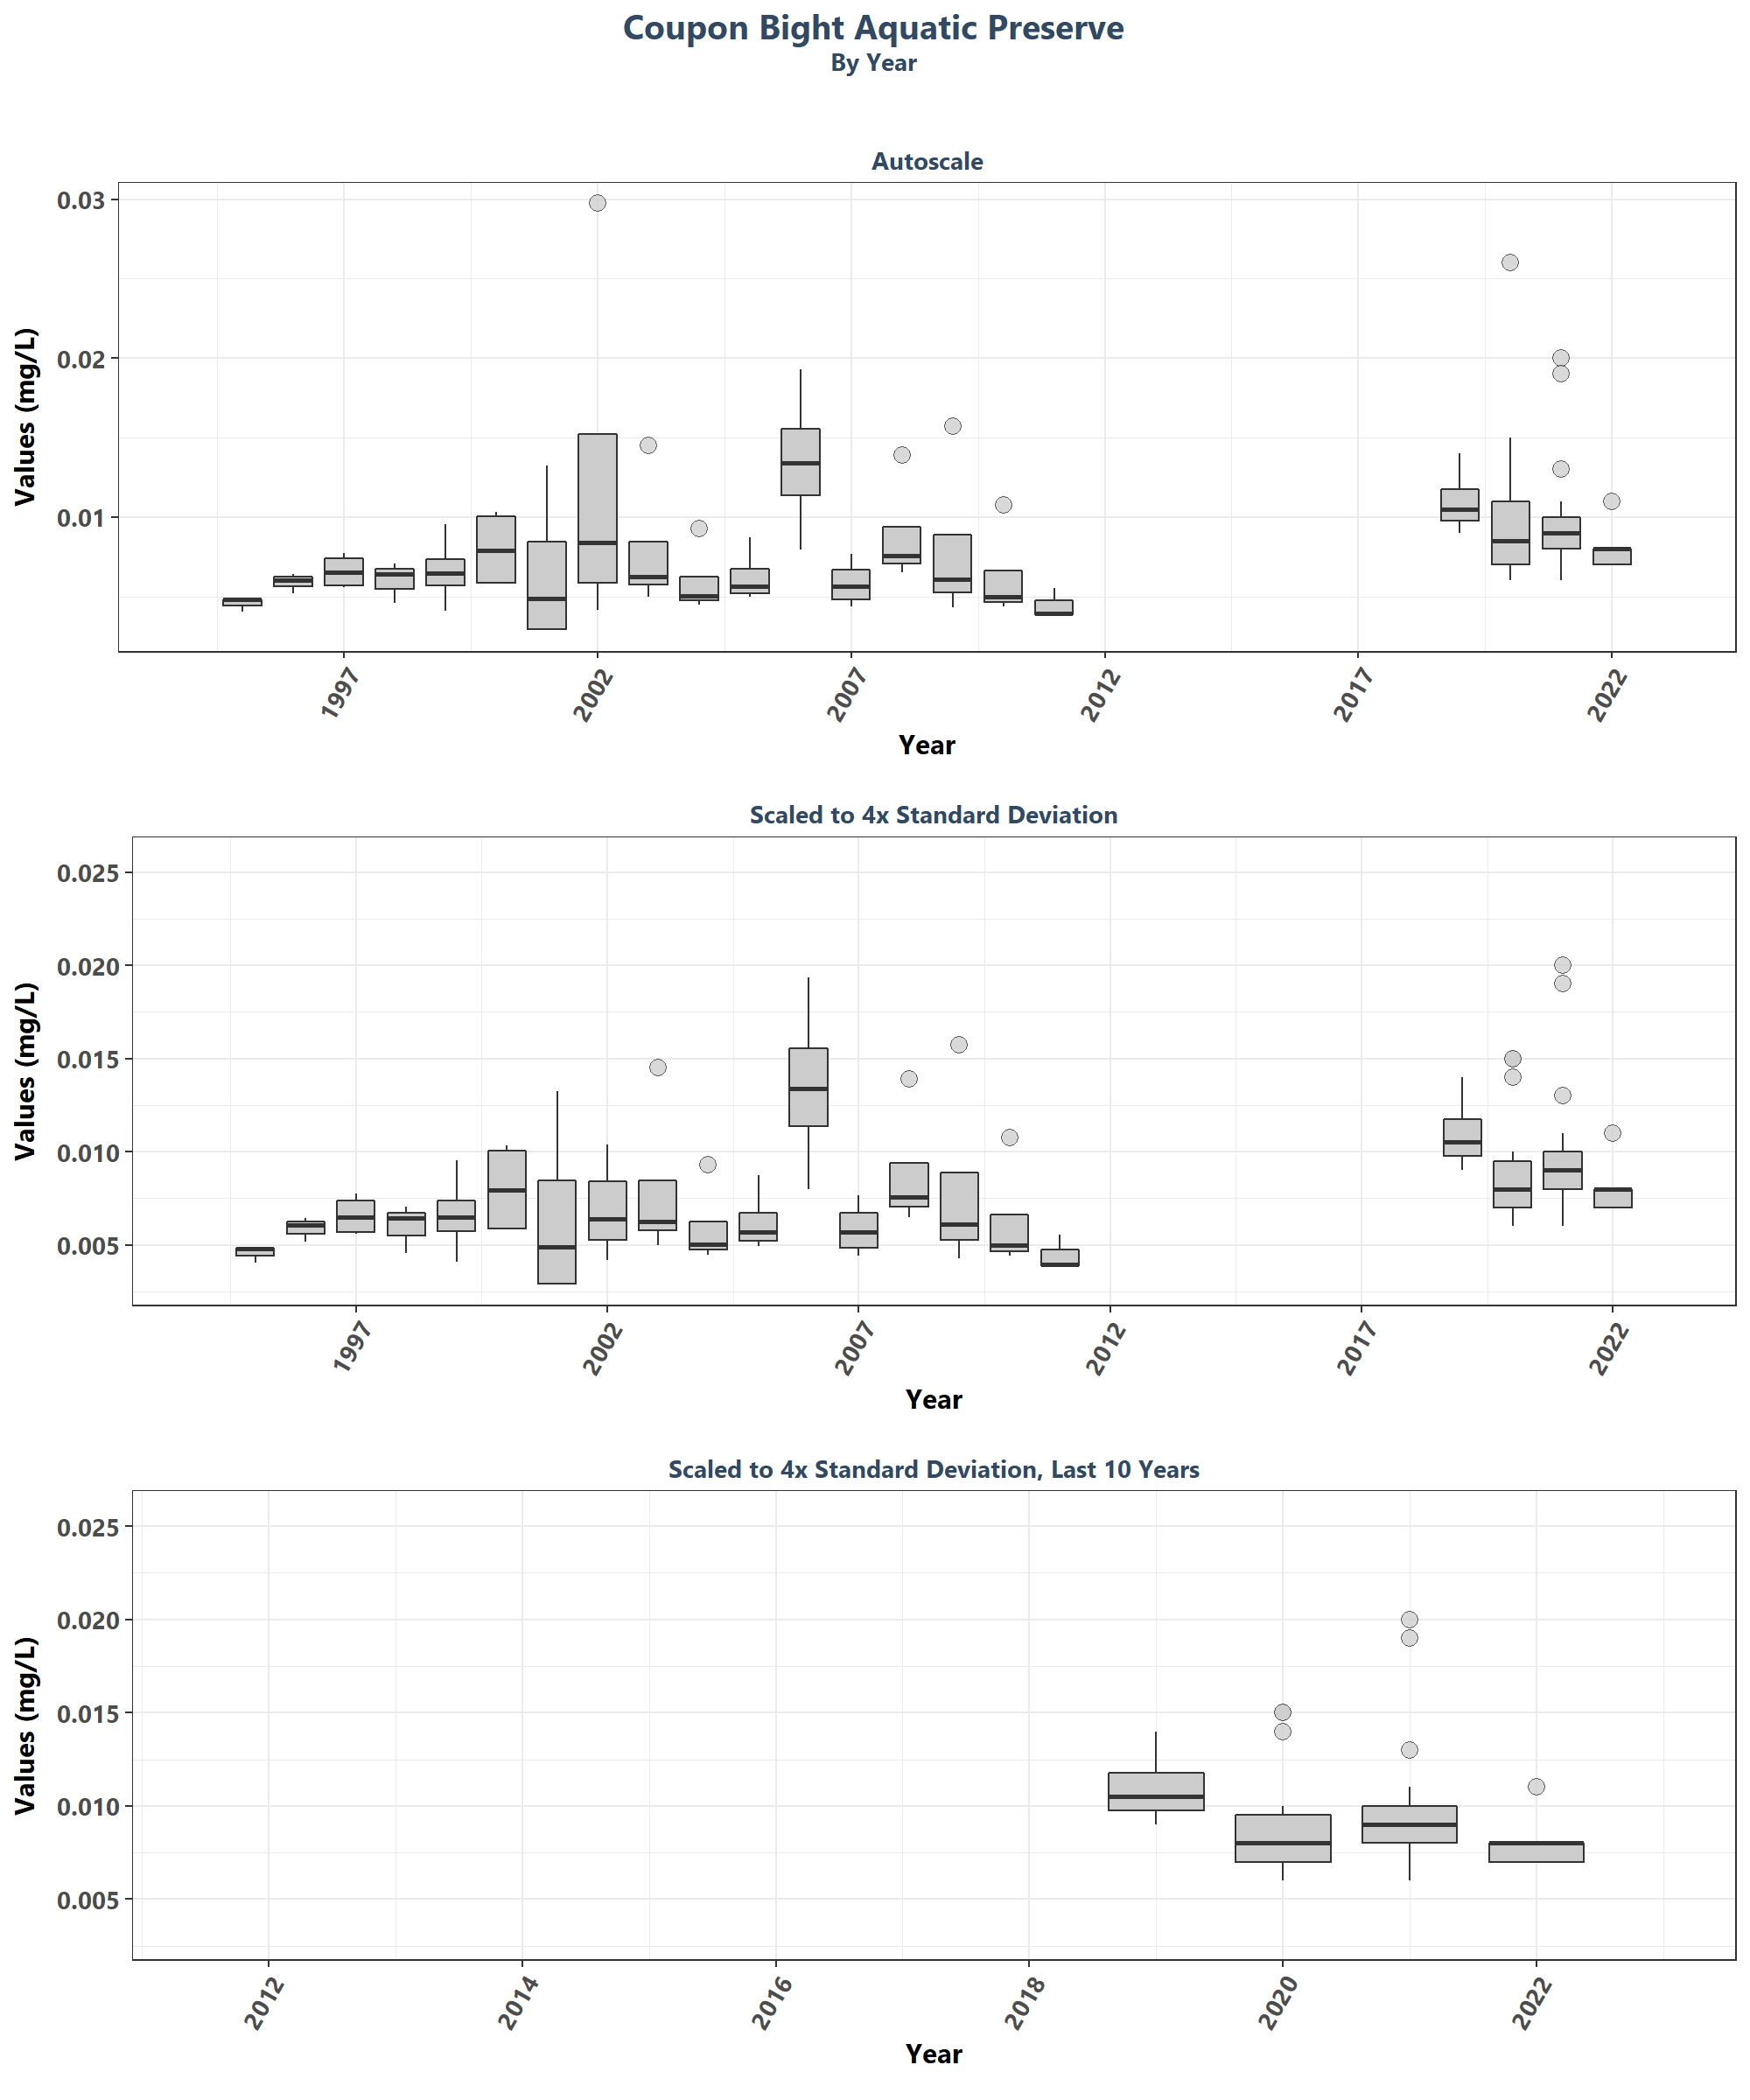 Coupon Bight Aquatic Preserve
By Year
Autoscale
0.03
0.02
0.01
Values (mg/L)
1997
2002
2007
2012
2017
2022
Year
Scaled to 4x Standard Deviation
0.025
0.020
0.015
0.010
0.005
Values (mg/L)
1997
2002
2007
2012
2017
2022
Year
Scaled to 4x Standard Deviation, Last 10 Years
0.025
0.020
0.015
0.010
0.005
Values (mg/L)
2012
2014
2016
2018
2020
2022
Year